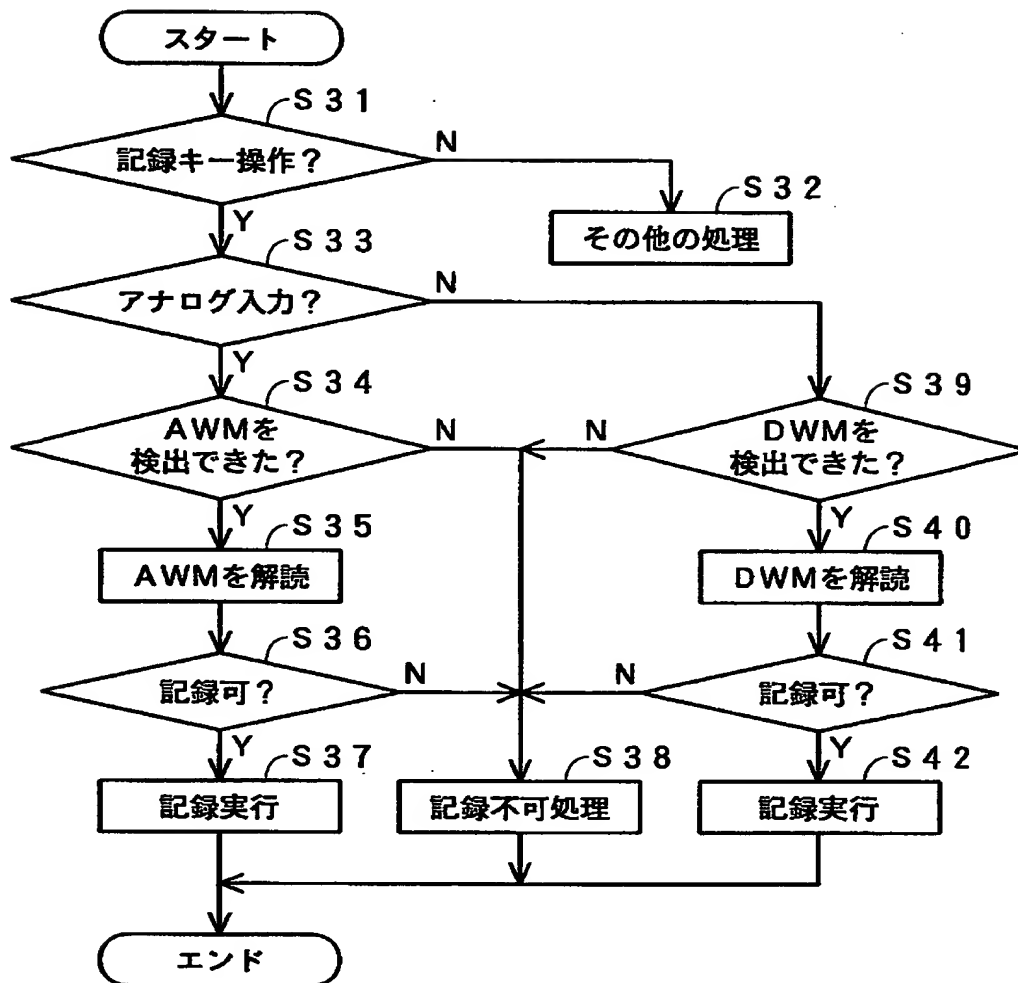 スタート
S31
記録キー操作?
N
Y
S32
その他の処理
S33
アナログ入力?
N
Y
S34
AWMを
検出できた?
N
Y
S39
DWMを
検出できた?
N
Y
S35
AWMを解読
S40
DWMを解読
S36
記録可?
N
Y
S41
記録可?
N
Y
S37
記録実行
S38
記録不可処理
S42
記録実行
エンド